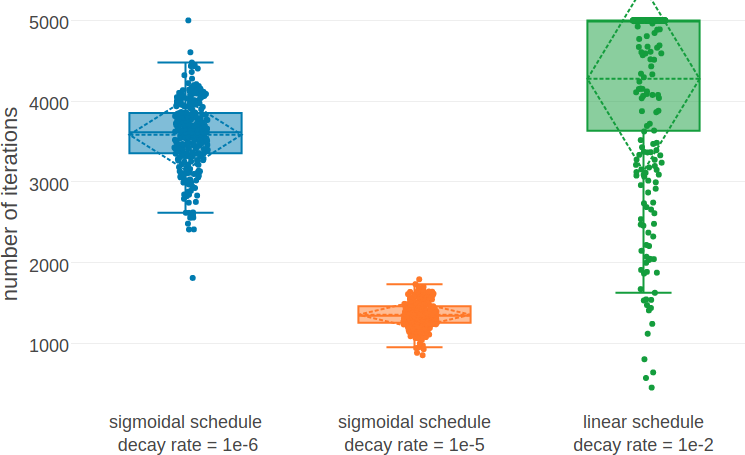 number of iterations
5000
4000
3000
2000
1000
sigmoidal schedule
decay rate = 1e-6
sigmoidal schedule
decay rate = 1e-5
linear schedule
decay rate = 1e-2